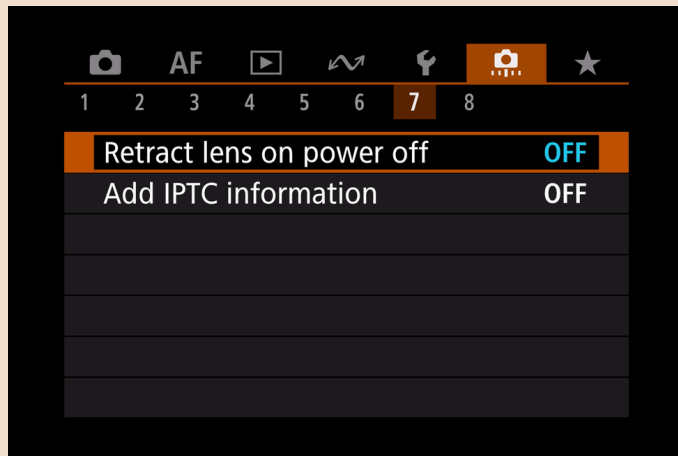 AF
1 2 3 4 5 6 7 8
Retract lens on power off OFF
Add IPTC information OFF